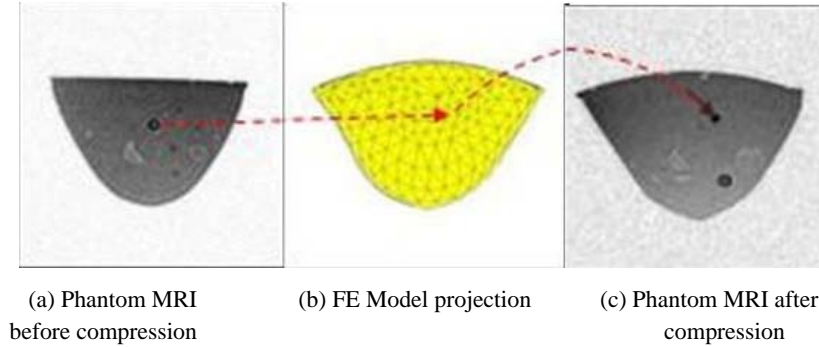 (a) Phantom MRI
before compression
(b) FE Model projection
(c) Phantom MRI after
compression